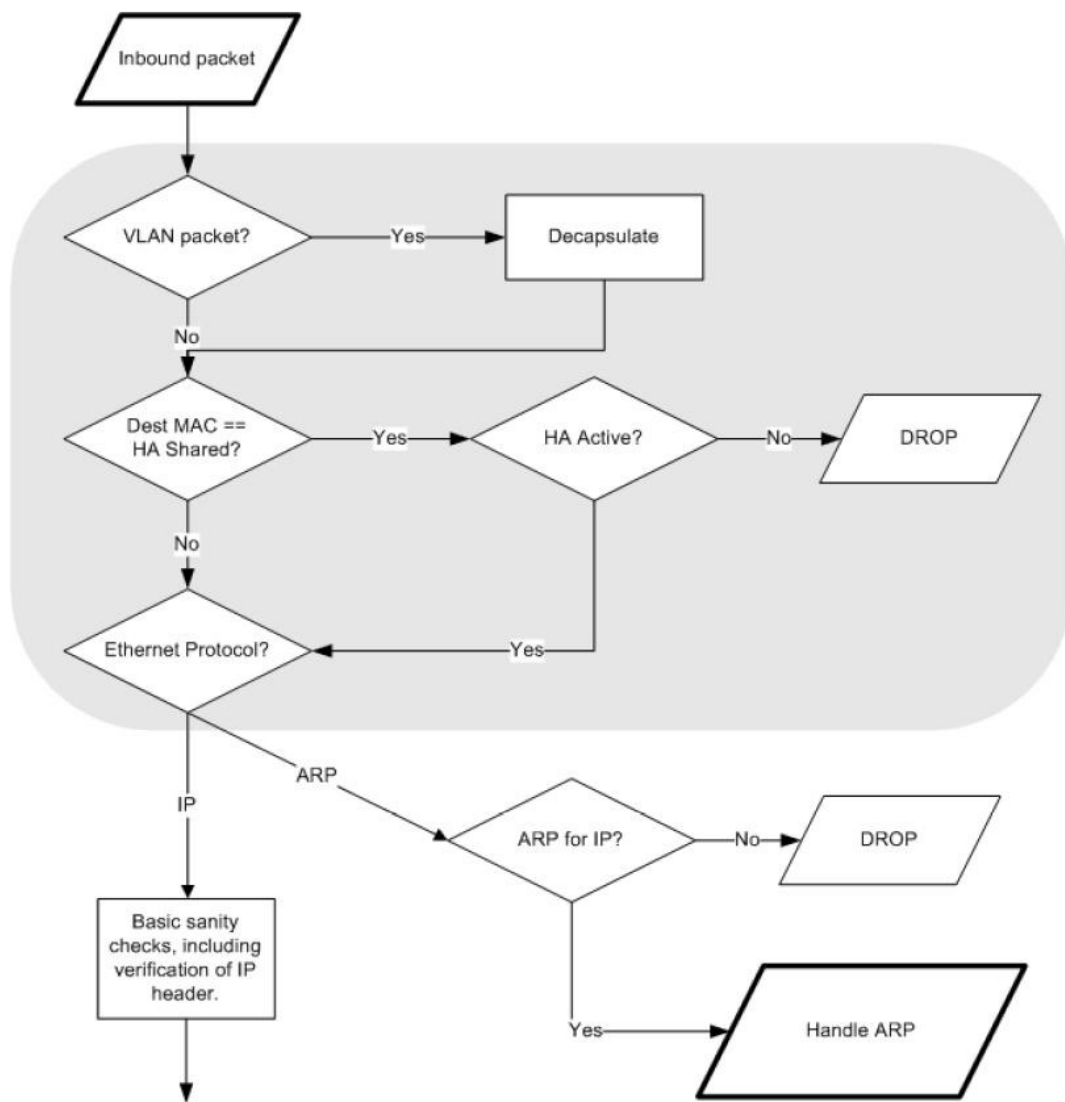 Inbound packet
VLAN packet?
Yes
Decapsulate
No
Dest MAC ==
HA Shared?
Yes
HA Active?
No
DROP
No
Ethernet Protocol?
Yes
ARP
IP
ARP for IP?
No
DROP
Basic sanity
checks, including
verification of IP
header.
Yes
Handle ARP